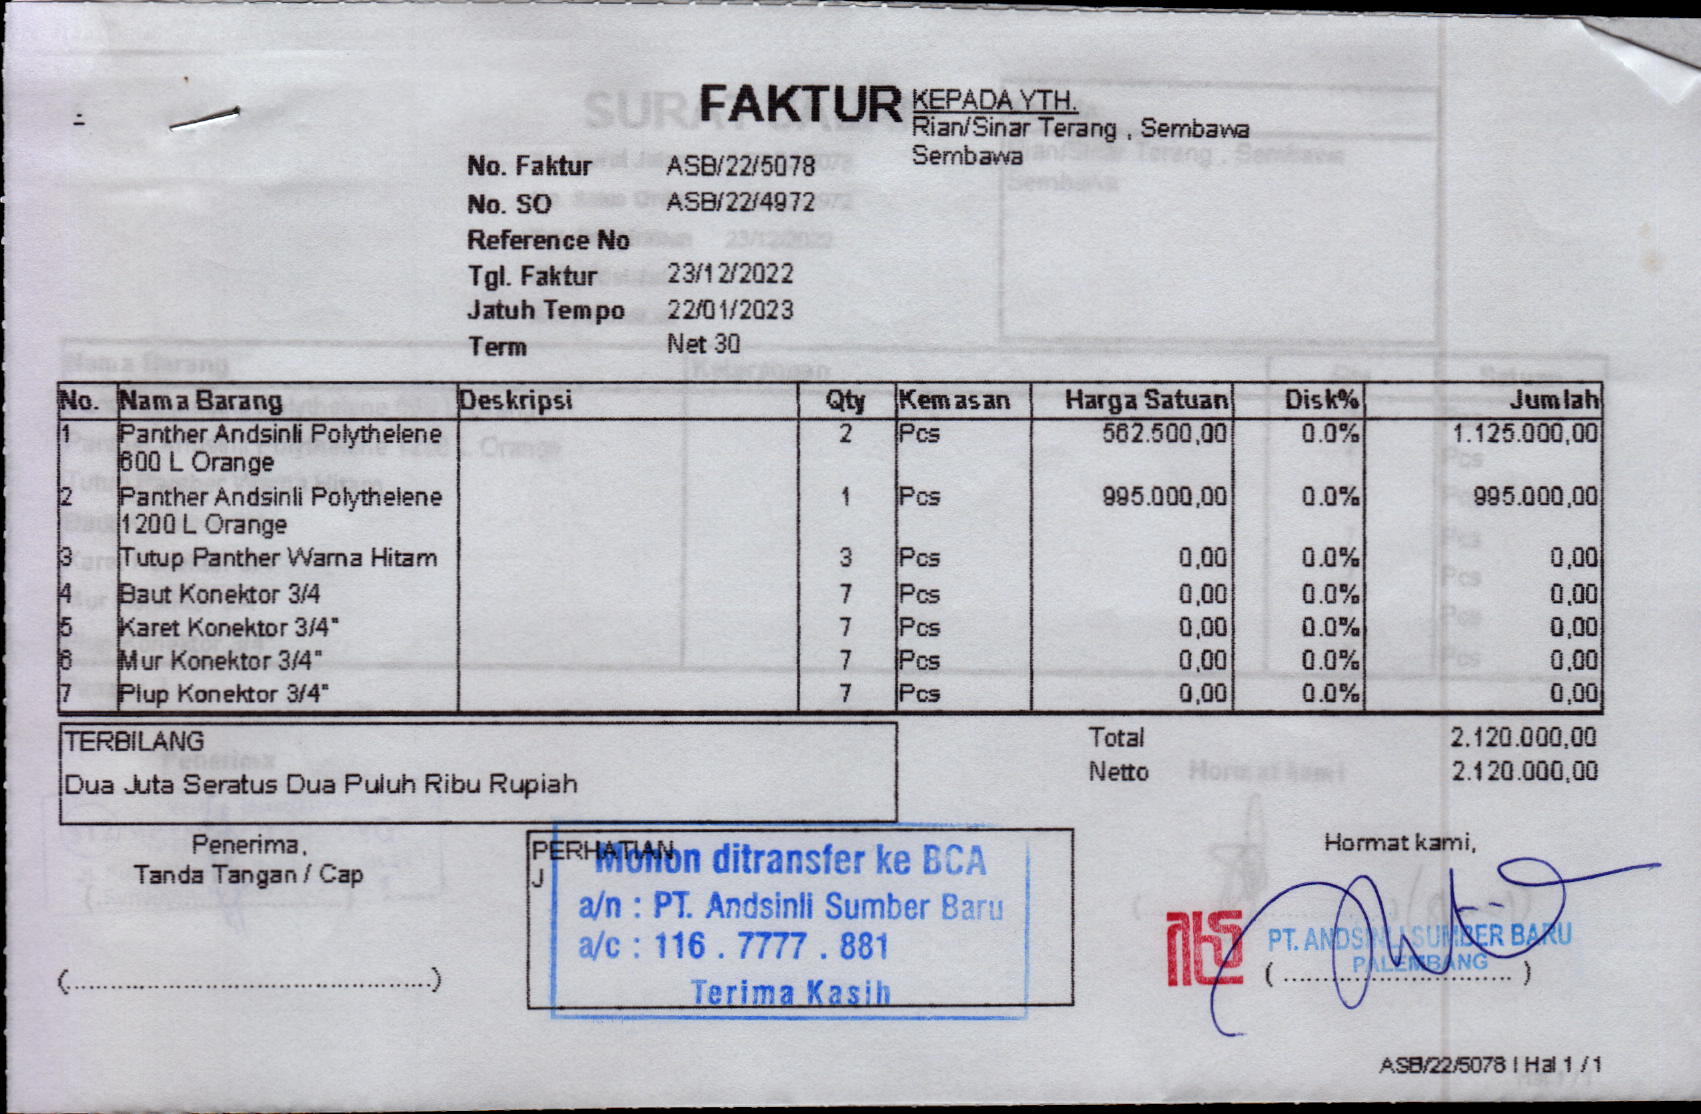 FAKTUR
KEPADA YTH.
Rian/Sinar Terang , Sembawa
Sembawa
No. Faktur ASB/22/5078
No. SO ASB/22/4972
Reference No
Tgl. Faktur 23/12/2022
Jatuh Tempo 22/01/2023
Term Net 30
No. Nama Barang Deskripsi Qty Kemasan Harga Satuan Disk% Jumlah
1 Panther Andsinli Polythelene 2 Pcs 562.500,00 0.0% 1.125.000,00
600 L Orange
2 Panther Andsinli Polythelene 1 Pcs 995.000,00 0.0% 995.000,00
1200 L Orange
3 Tutup Panther Warna Hitam 3 Pcs 0,00 0.0% 0,00
4 Baut Konektor 3/4 7 Pcs 0,00 0.0% 0,00
5 Karet Konektor 3/4" 7 Pcs 0,00 0.0% 0,00
6 Mur Konektor 3/4" 7 Pcs 0,00 0.0% 0,00
7 Plup Konektor 3/4" 7 Pcs 0,00 0.0% 0,00
TERBILANG
Dua Juta Seratus Dua Puluh Ribu Rupiah
Total 2.120.000,00
Netto 2.120.000,00
Penerima,
Tanda Tangan / Cap
(..............................................)
PERHATIAN
J
Mohon ditransfer ke BCA
a/n : PT. Andsinli Sumber Baru
a/c : 116 . 7777 . 881
Terima Kasih
Hormat kami,
PT. ANDSINLI SUMBER BARU
PALEMBANG
( ............................. )
ASB/22/5078 | Hal 1 / 1